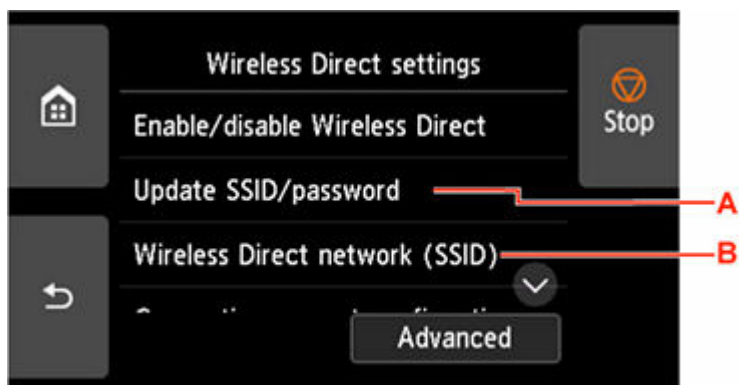 Wireless Direct settings
Stop
Enable/disable Wireless Direct
Update SSID/password
A
Wireless Direct network (SSID)
B
Advanced